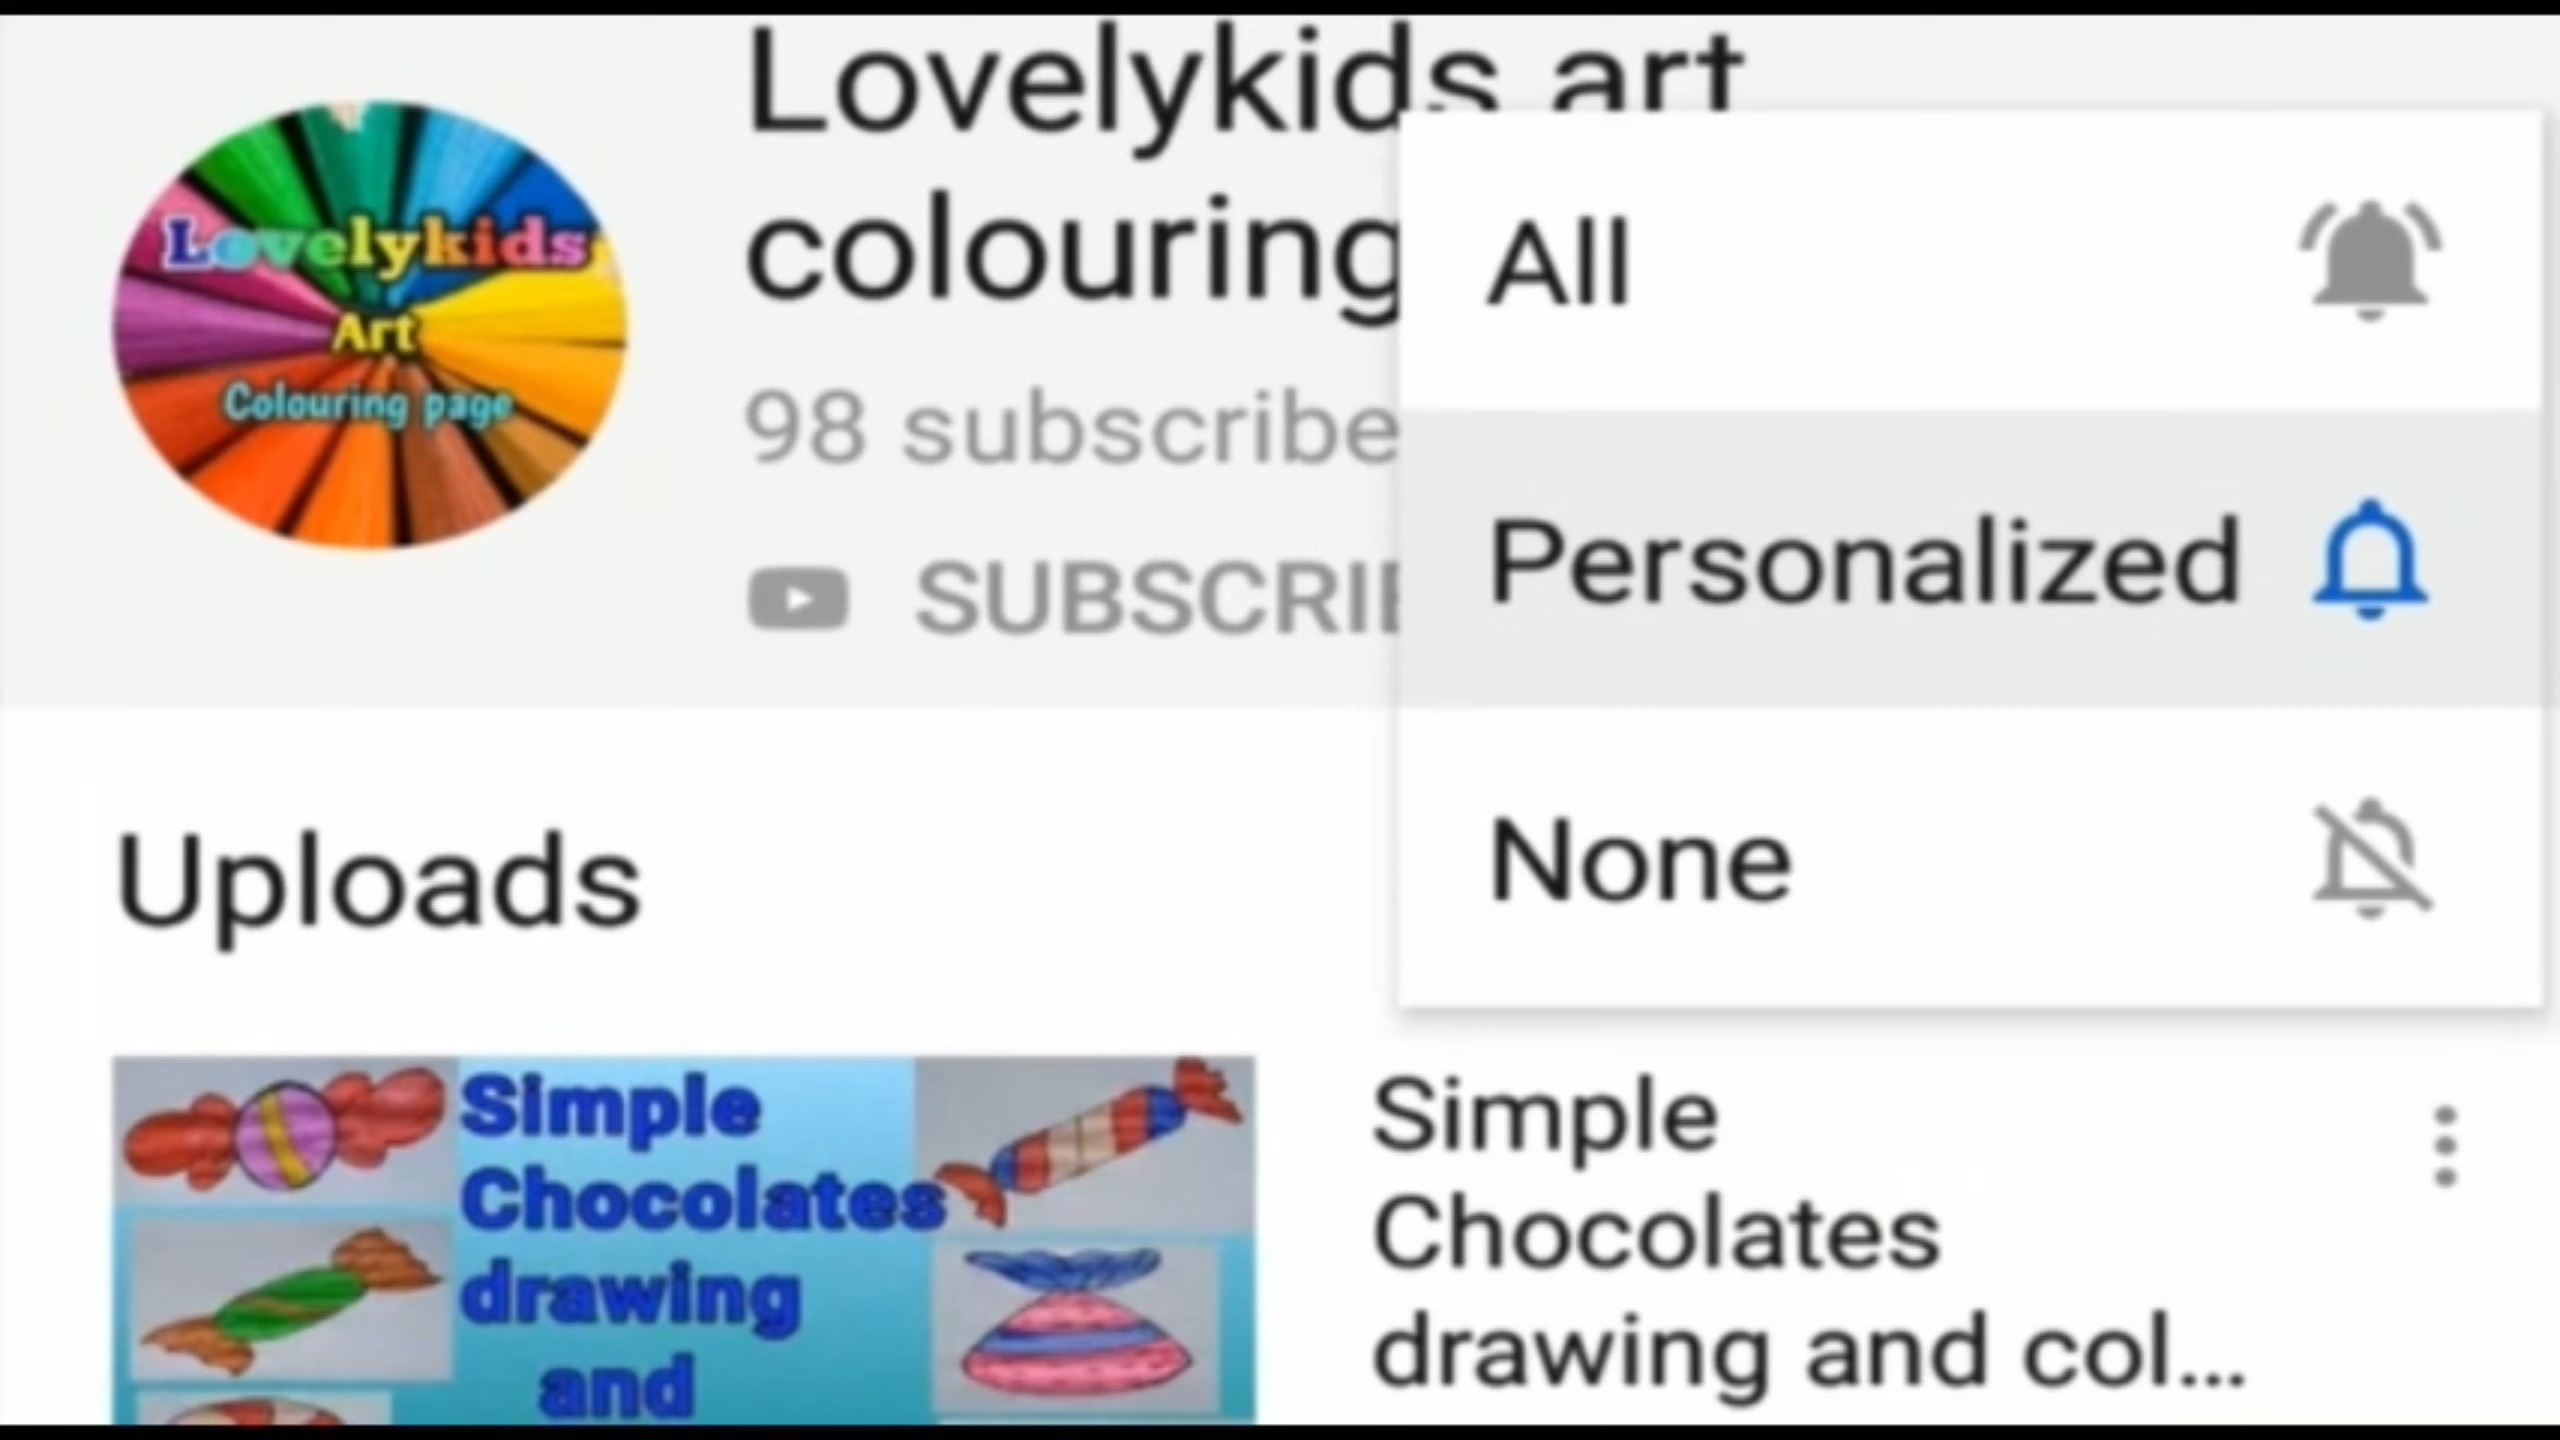 Lovelykids art
colouring
98 subscribe
SUBSCRIB
Lovelykids
Art
Colouring page
All
Personalized
None
Uploads
Simple
Chocolates
drawing
and
Simple
Chocolates
drawing and col...